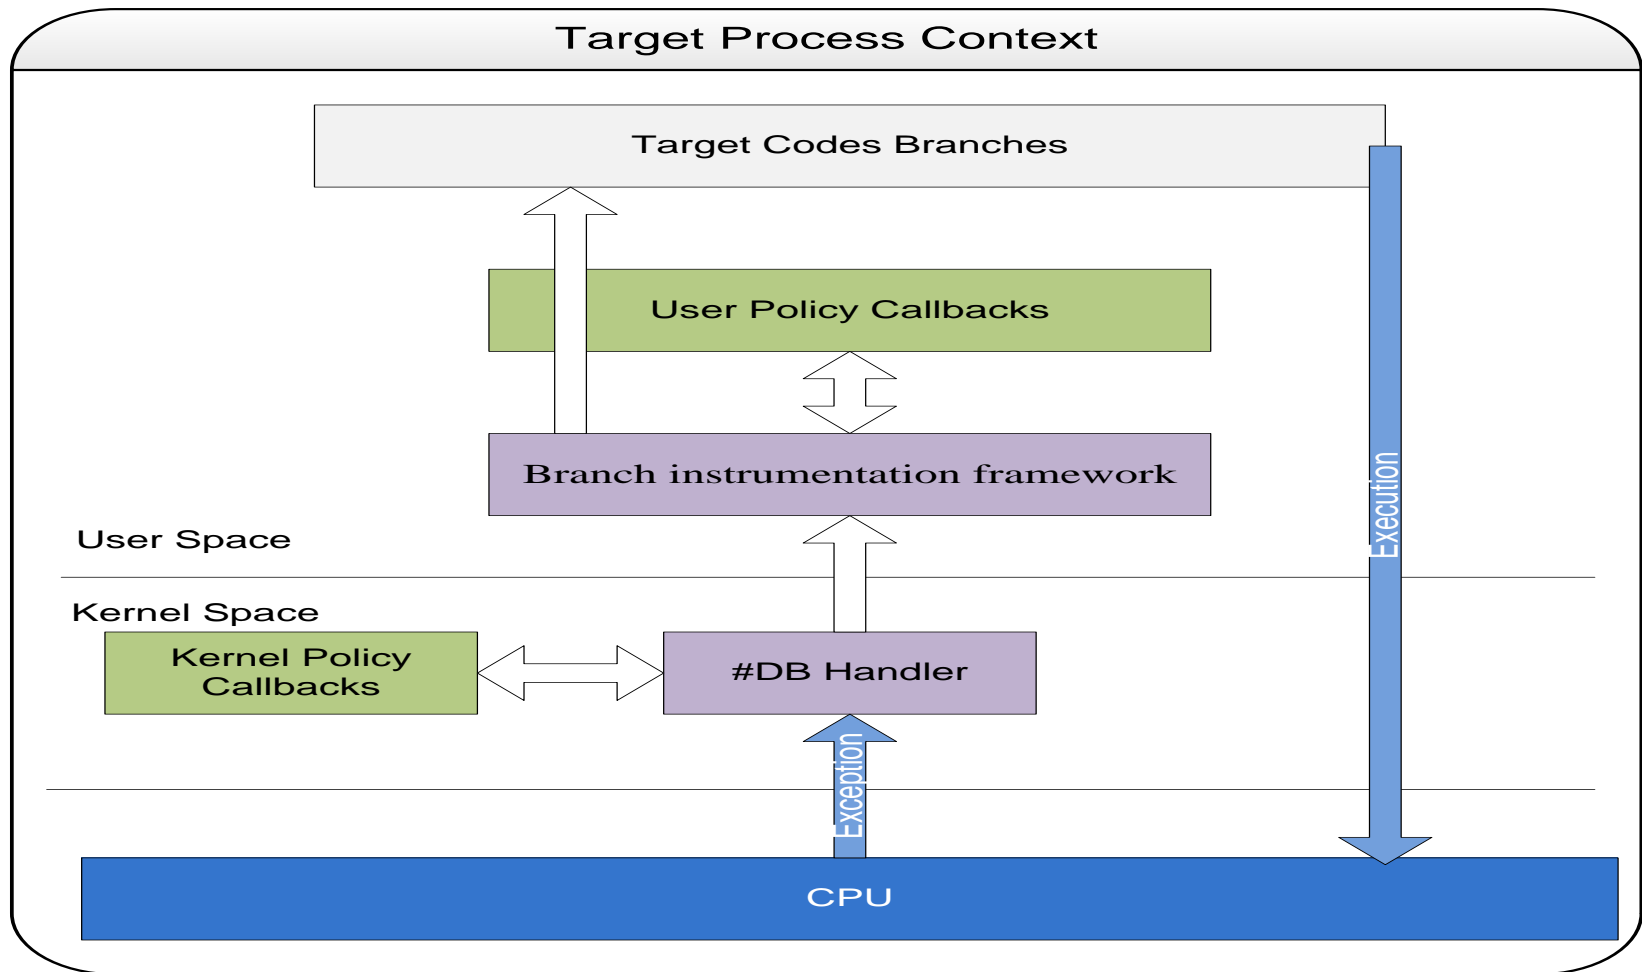 Target Process Context
Target Codes Branches
User Policy Callbacks
Branch instrumentation framework
Execution
User Space
Kernel Space
Kernel Policy
Callbacks
#DB Handler
Exception
CPU